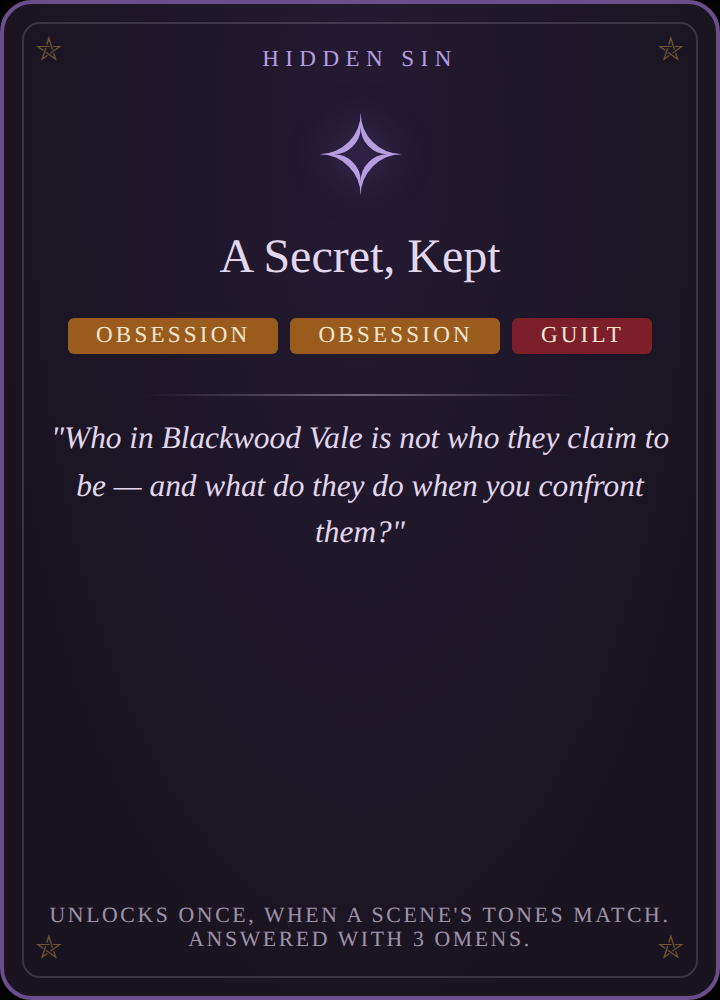 HIDDEN SIN
A Secret, Kept
OBSESSION OBSESSION GUILT
"Who in Blackwood Vale is not who they claim to
be — and what do they do when you confront
them?"
UNLOCKS ONCE, WHEN A SCENE'S TONES MATCH.
ANSWERED WITH 3 OMENS.